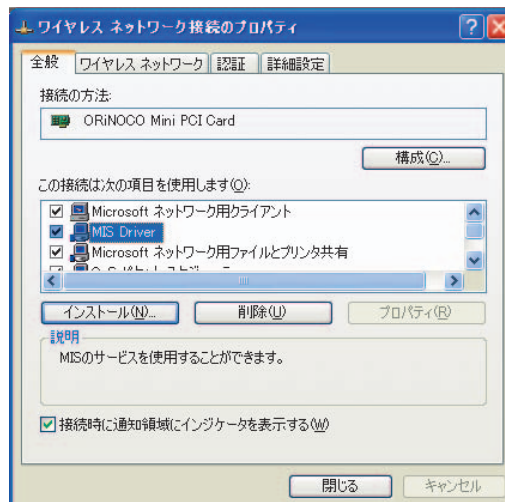 ワイヤレス ネットワーク接続のプロパティ
全般 ワイヤレス ネットワーク 認証 詳細設定
接続の方法:
ORiNOCO Mini PCI Card
構成(C)...
この接続は次の項目を使用します(O):
Microsoft ネットワーク用クライアント
MIS Driver
Microsoft ネットワーク用ファイルとプリンタ共有
インストール(N)... 削除(U) プロパティ(R)
説明
MISのサービスを使用することができます。
接続時に通知領域にインジケータを表示する(W)
閉じる キャンセル